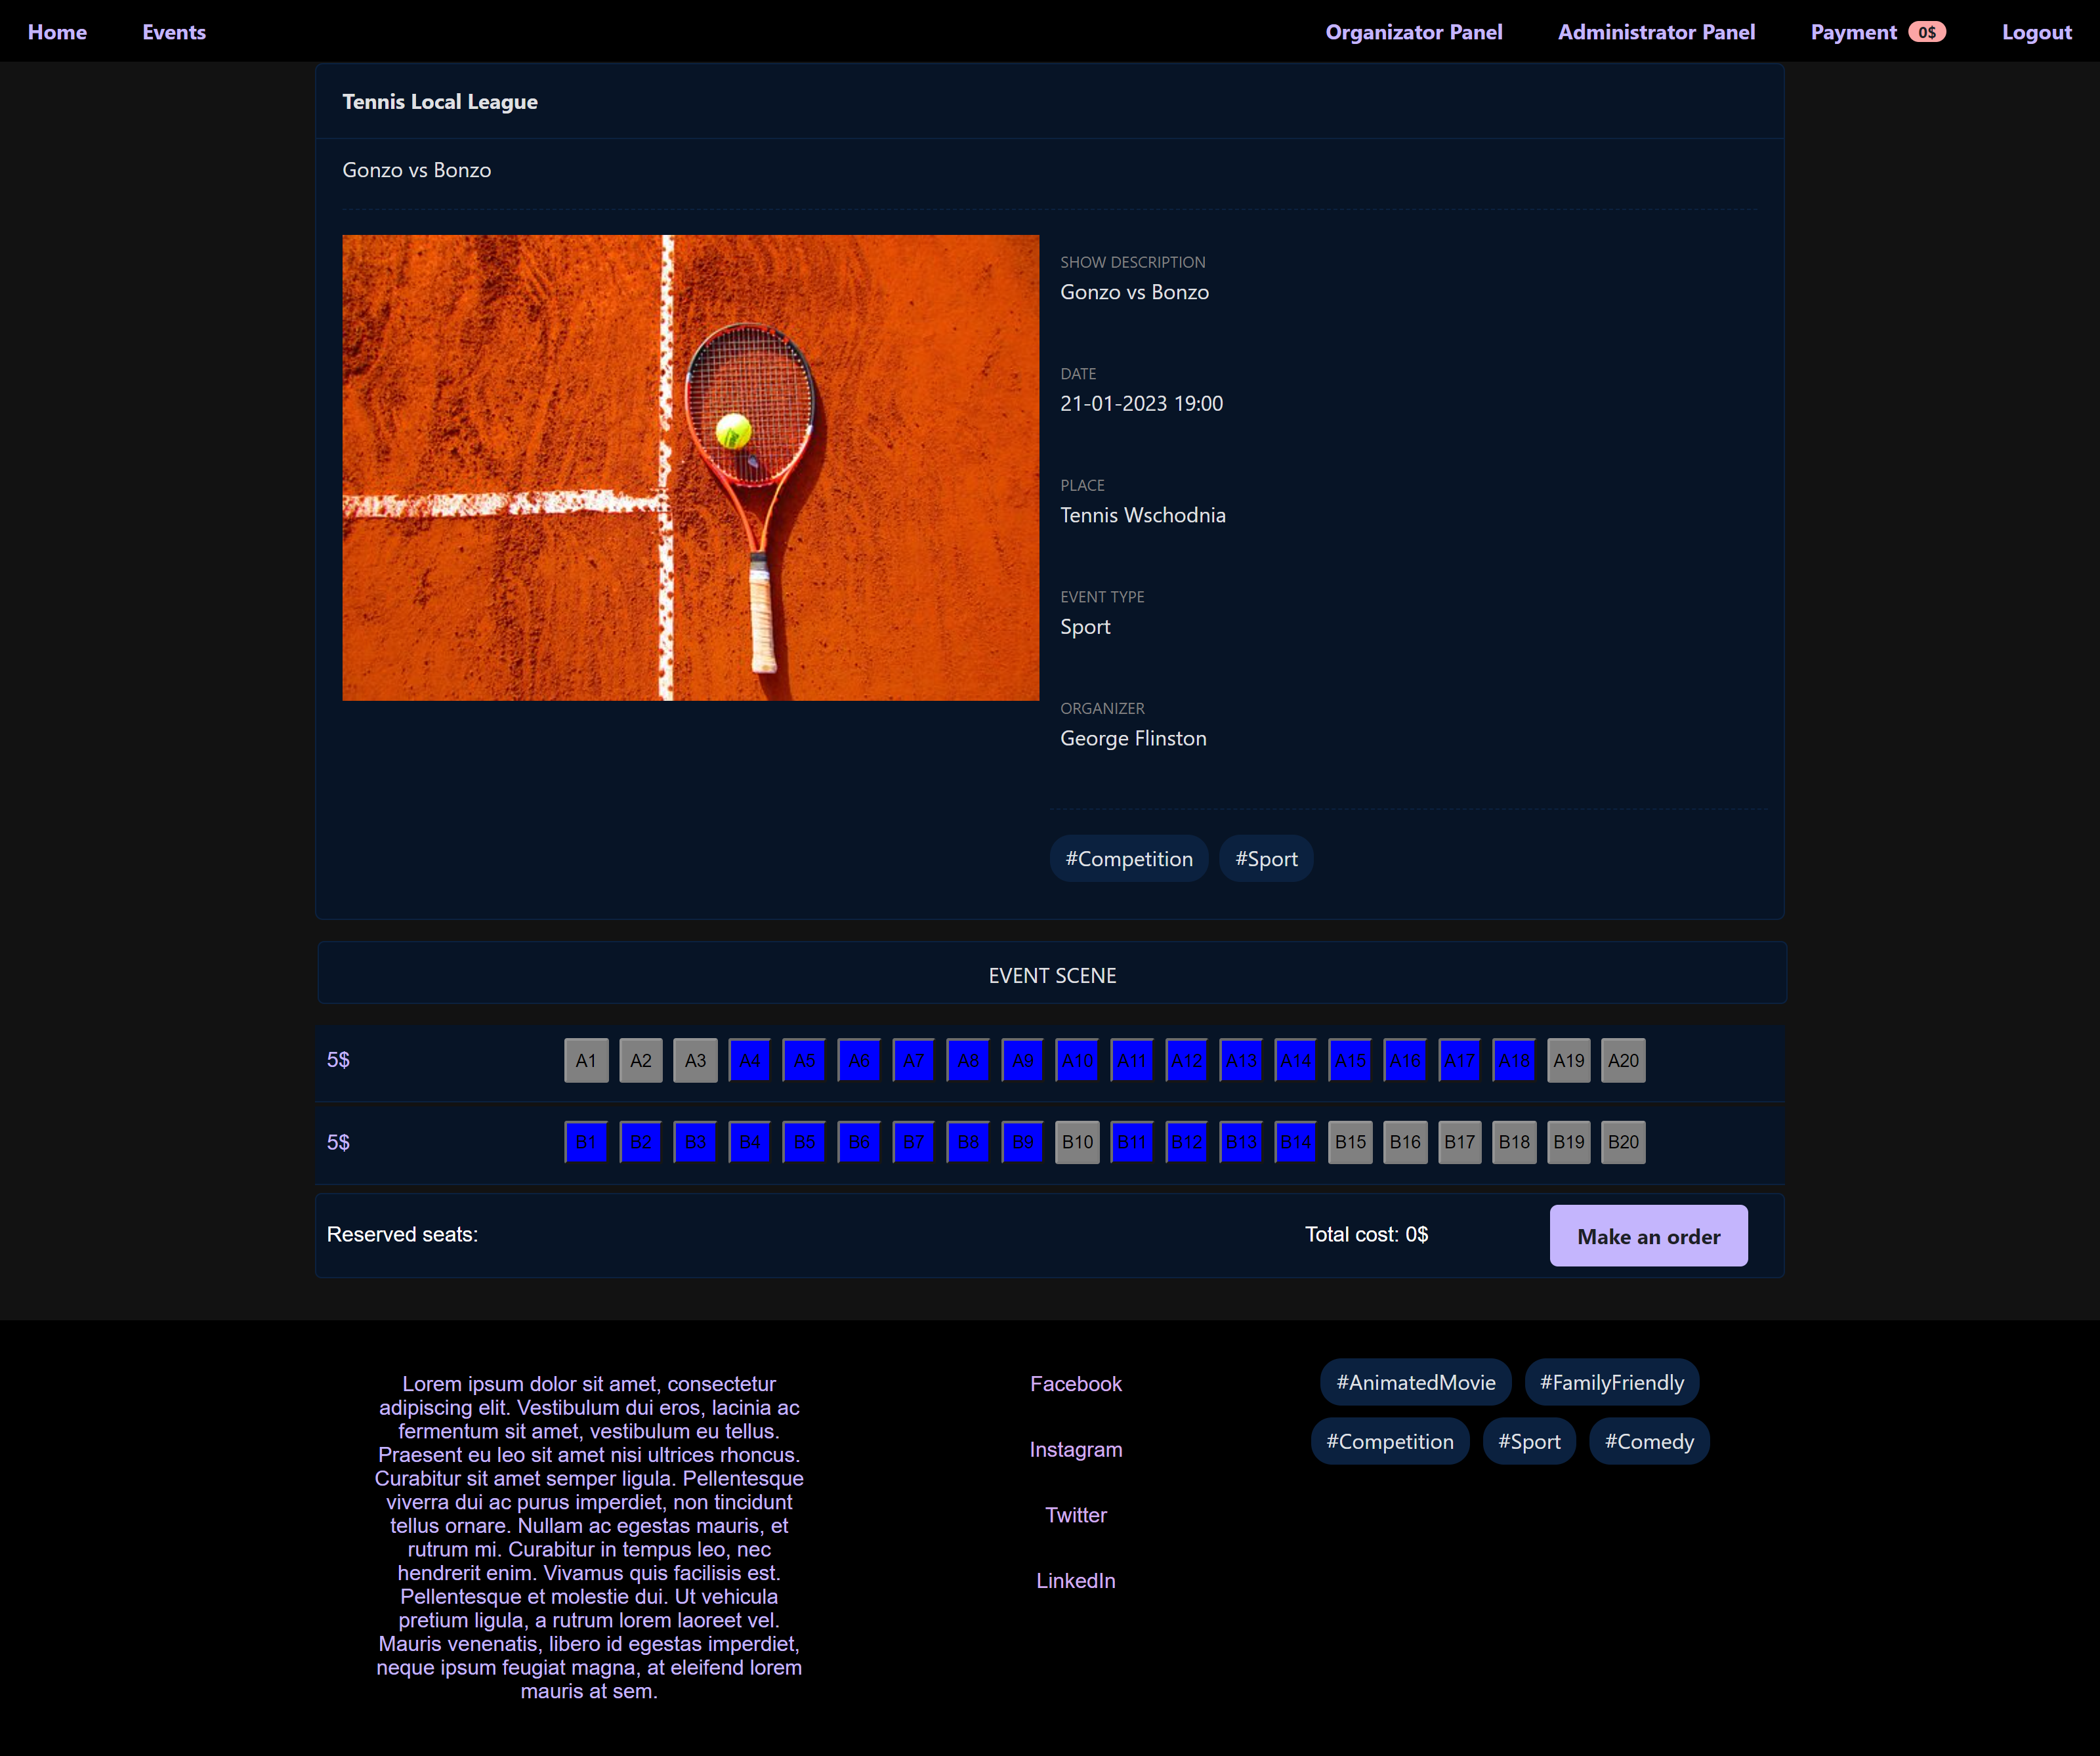 Home Events Organizator Panel Administrator Panel Payment 0$ Logout
Tennis Local League
Gonzo vs Bonzo
SHOW DESCRIPTION
Gonzo vs Bonzo
DATE
21-01-2023 19:00
PLACE
Tennis Wschodnia
EVENT TYPE
Sport
ORGANIZER
George Flinston
#Competition #Sport
EVENT SCENE
5$ A1 A2 A3 A4 A5 A6 A7 A8 A9 A10 A11 A12 A13 A14 A15 A16 A17 A18 A19 A20
5$ B1 B2 B3 B4 B5 B6 B7 B8 B9 B10 B11 B12 B13 B14 B15 B16 B17 B18 B19 B20
Reserved seats: Total cost: 0$ Make an order
Lorem ipsum dolor sit amet, consectetur
adipiscing elit. Vestibulum dui eros, lacinia ac
fermentum sit amet, vestibulum eu tellus.
Praesent eu leo sit amet nisi ultrices rhoncus.
Curabitur sit amet semper ligula. Pellentesque
viverra dui ac purus imperdiet, non tincidunt
tellus ornare. Nullam ac egestas mauris, et
rutrum mi. Curabitur in tempus leo, nec
hendrerit enim. Vivamus quis facilisis est.
Pellentesque et molestie dui. Ut vehicula
pretium ligula, a rutrum lorem laoreet vel.
Mauris venenatis, libero id egestas imperdiet,
neque ipsum feugiat magna, at eleifend lorem
mauris at sem.
Facebook
Instagram
Twitter
LinkedIn
#AnimatedMovie #FamilyFriendly
#Competition #Sport #Comedy